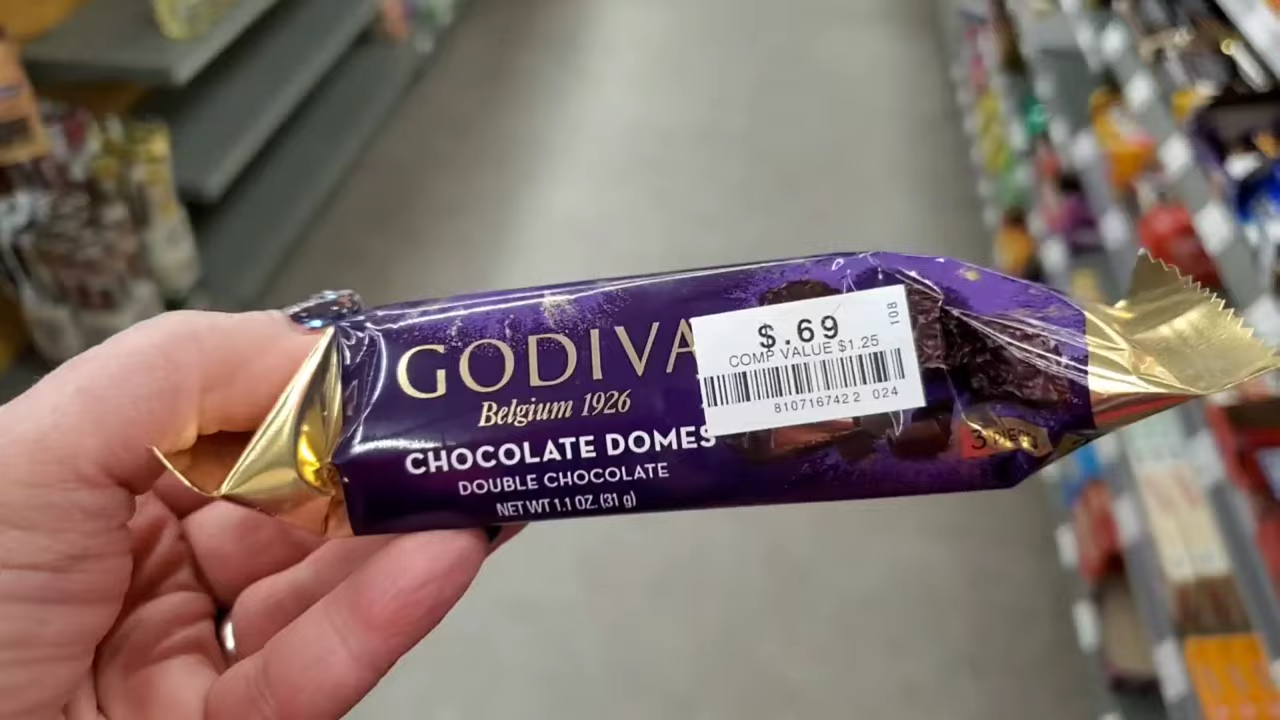 GODIVA
Belgium 1926
CHOCOLATE DOMES
DOUBLE CHOCOLATE
NET WT 1.1 OZ. (31 g)
$.69
COMP VALUE $1.25
8107167422 024
108
3 PIECES